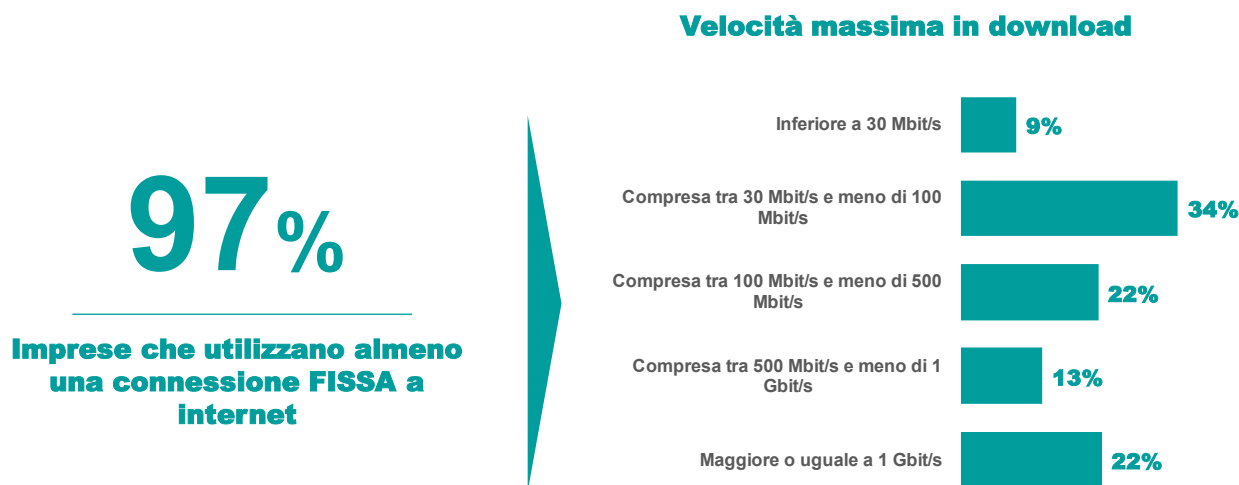 Velocità massima in download
97%
Imprese che utilizzano almeno
una connessione FISSA a
internet
Inferiore a 30 Mbit/s
9%
Compresa tra 30 Mbit/s e meno di 100
Mbit/s
34%
Compresa tra 100 Mbit/s e meno di 500
Mbit/s
22%
Compresa tra 500 Mbit/s e meno di 1
Gbit/s
13%
Maggiore o uguale a 1 Gbit/s
22%